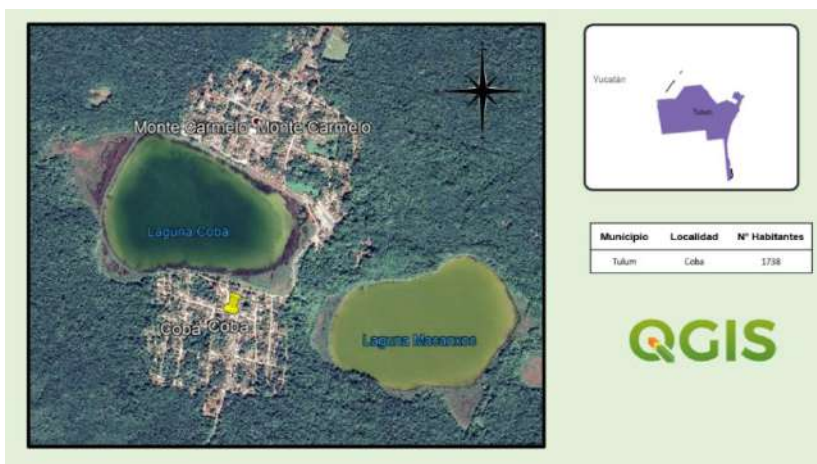 Monte Carmelo Monte Carmelo
Laguna Coba
Coba Coba
Laguna Macanxoc
Yucatán
Tulum
Municipio Localidad N° Habitantes
Tulum Coba 1738
QGIS